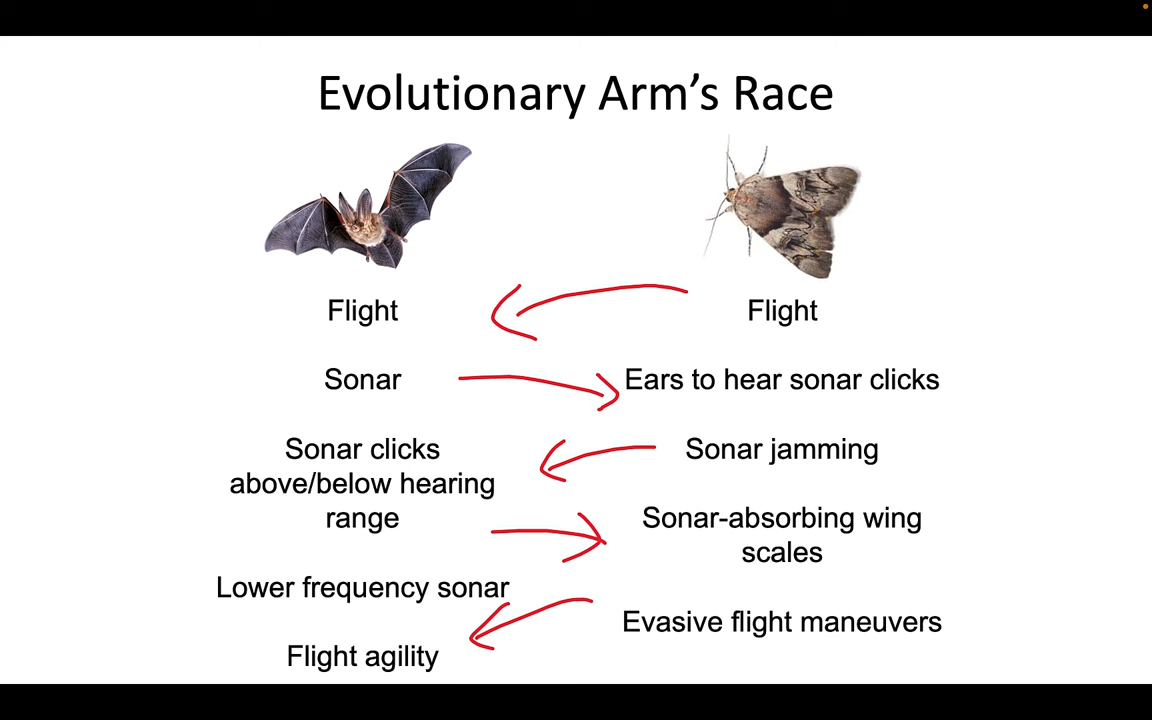 Evolutionary Arm's Race
Flight
Flight
Sonar
Ears to hear sonar clicks
Sonar clicks
above/below hearing
range
Sonar jamming
Sonar-absorbing wing
scales
Lower frequency sonar
Evasive flight maneuvers
Flight agility